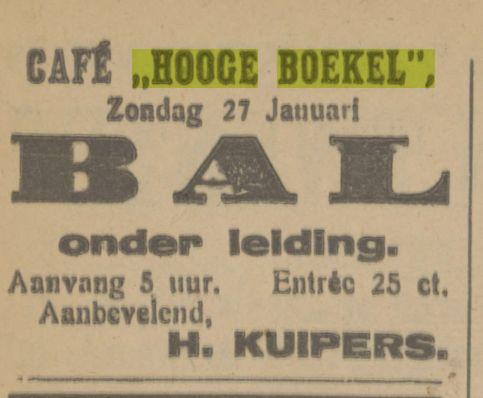 CAFÉ „HOOGE BOEKEL”,
Zondag 27 Januari
BAL
onder leiding.
Aanvang 5 uur. Entrée 25 ct.
Aanbevelend,
H. KUIPERS.